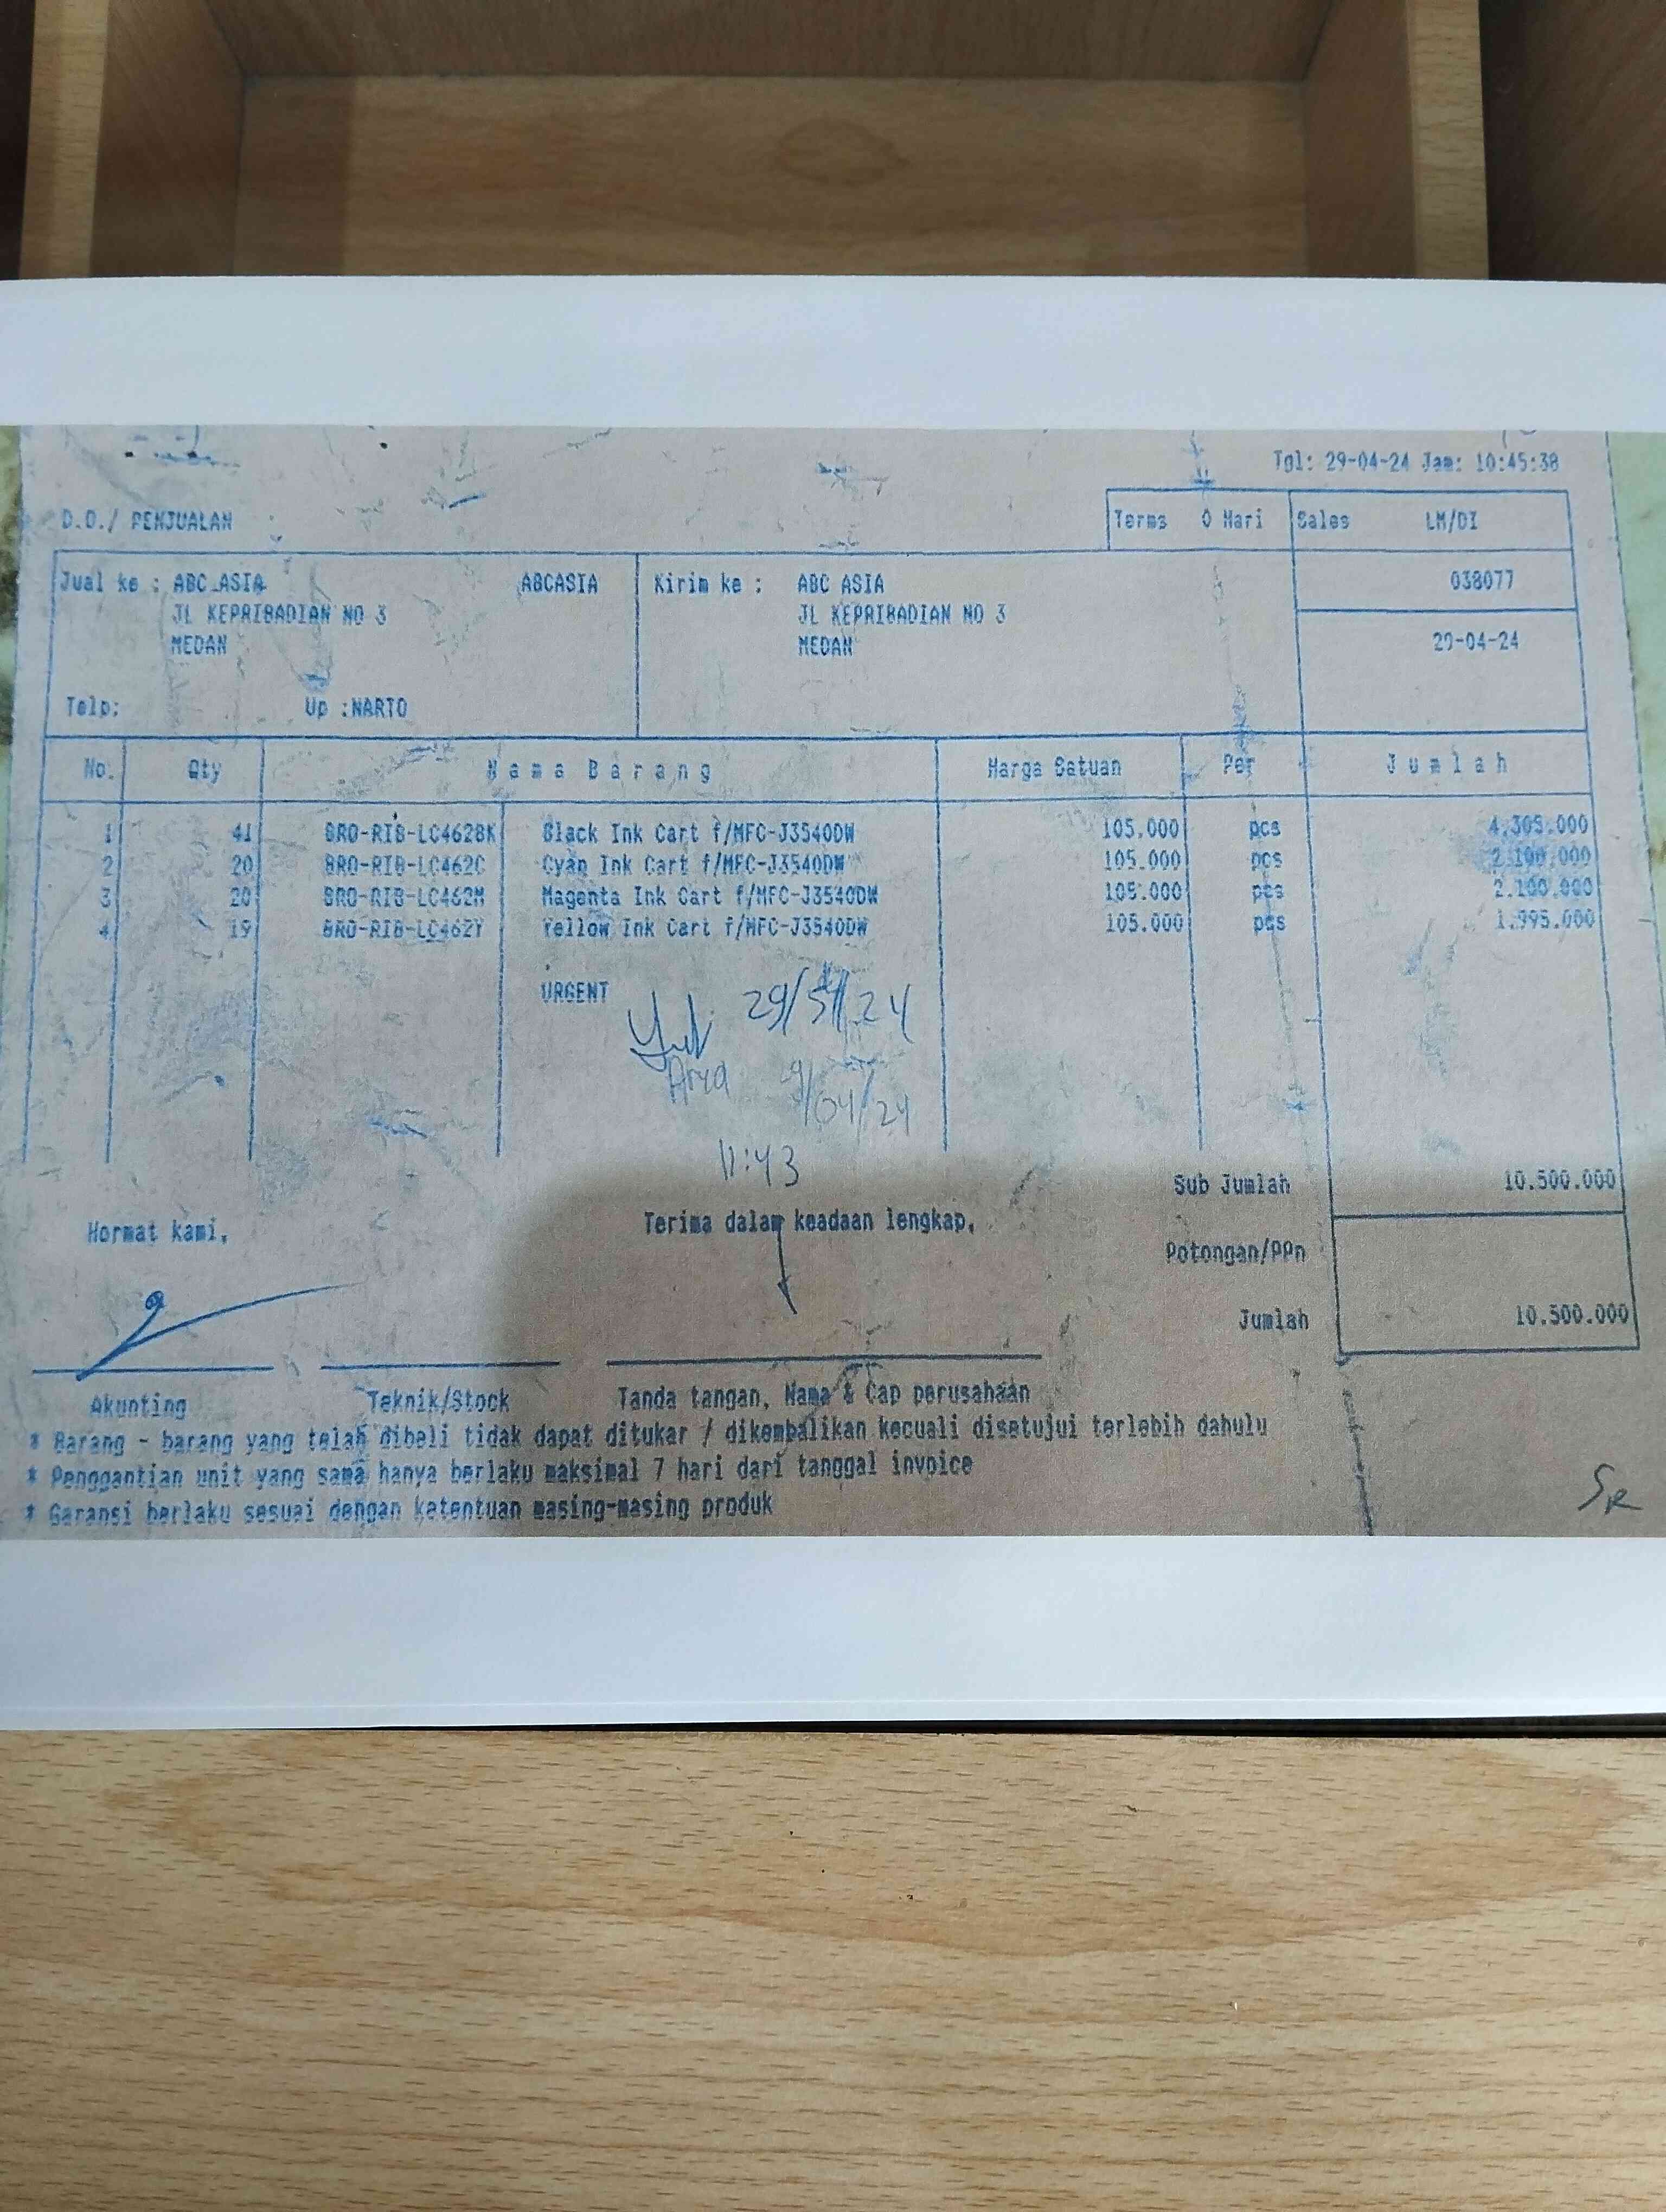 Tgl: 29-04-24 Jam: 10:45:38
D.O./ PENJUALAN
Terms 0 Hari Sales LM/DI
Jual ke : ABC ASIA ABCASIA Kirim ke : ABC ASIA 038077
JL KEPRIBADIAN NO 3 JL KEPRIBADIAN NO 3
MEDAN MEDAN 29-04-24
Telp: Up :NARTO
No. Qty Nama Barang Harga Satuan Per Jumlah
1 41 BRO-RIB-LC462BK Black Ink Cart f/MFC-J3540DW 105.000 pcs 4.305.000
2 20 BRO-RIB-LC462C Cyan Ink Cart f/MFC-J3540DW 105.000 pcs 2.100.000
3 20 BRO-RIB-LC462M Magenta Ink Cart f/MFC-J3540DW 105.000 pcs 2.100.000
4 19 BRO-RIB-LC462Y Yellow Ink Cart f/MFC-J3540DW 105.000 pcs 1.995.000
URGENT
Arya
11:43
Sub Jumlah 10.500.000
Hormat kami, Terima dalam keadaan lengkap,
Potongan/PPn
Jumlah 10.500.000
Akunting Teknik/Stock Tanda tangan, Nama & Cap perusahaan
* Barang - barang yang telah dibeli tidak dapat ditukar / dikembalikan kecuali disetujui terlebih dahulu
* Penggantian unit yang sama hanya berlaku maksimal 7 hari dari tanggal invoice
* Garansi berlaku sesuai dengan ketentuan masing-masing produk
SR